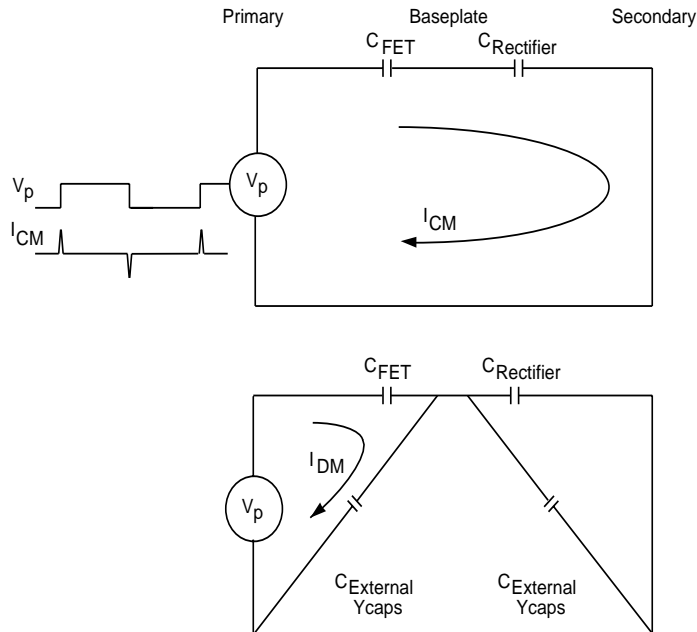 Primary Baseplate Secondary
CFET CRectifier
Vp
Vp
ICM
ICM
CFET CRectifier
IDM
Vp
CExternal CExternal
Ycaps Ycaps